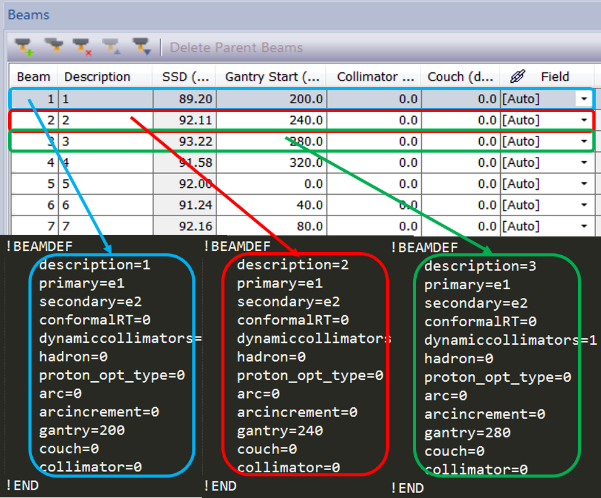 Beams
Delete Parent Beams
Beam Description SSD (... Gantry Start (... Collimator ... Couch (d... Field
1 1 89.20 200.0 0.0 0.0 [Auto]
2 2 92.11 240.0 0.0 0.0 [Auto]
3 3 93.22 280.0 0.0 0.0 [Auto]
4 4 91.58 320.0 0.0 0.0 [Auto]
5 5 92.00 0.0 0.0 0.0 [Auto]
6 6 91.24 40.0 0.0 0.0 [Auto]
7 7 92.16 80.0 0.0 0.0 [Auto]
!BEAMDEF
description=1
primary=e1
secondary=e2
conformalRT=0
dynamiccollimators=
hadron=0
proton_opt_type=0
arc=0
arcincrement=0
gantry=200
couch=0
collimator=0
!END
!BEAMDEF
description=2
primary=e1
secondary=e2
conformalRT=0
dynamiccollimators
hadron=0
proton_opt_type=0
arc=0
arcincrement=0
gantry=240
couch=0
collimator=0
!END
!BEAMDEF
description=3
primary=e1
secondary=e2
conformalRT=0
dynamiccollimators=1
hadron=0
proton_opt_type=0
arc=0
arcincrement=0
gantry=280
couch=0
collimator=0
!END